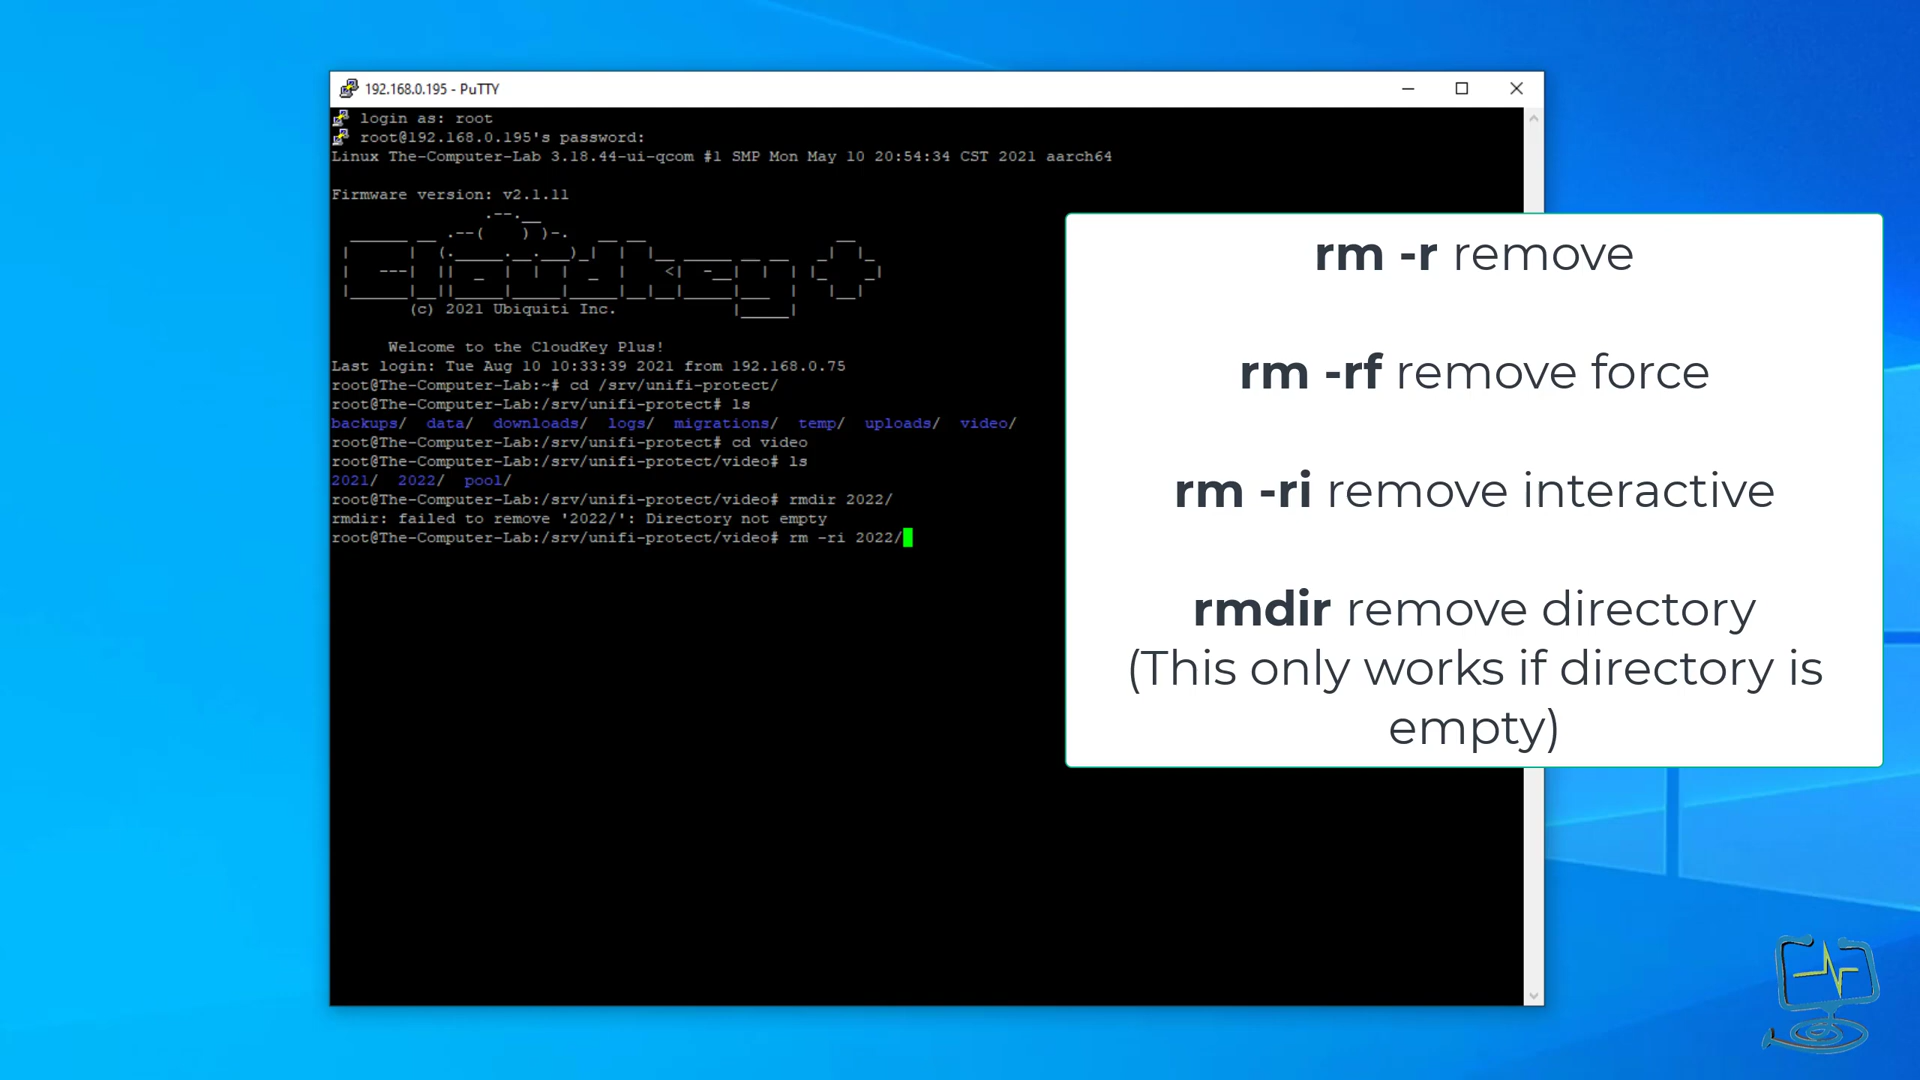 192.168.0.195 - PuTTY
login as: root
root@192.168.0.195's password:
Linux The-Computer-Lab 3.18.44-ui-qcom #1 SMP Mon May 10 20:54:34 CST 2021 aarch64
Firmware version: v2.1.11
Cloudkey +
(c) 2021 Ubiquiti Inc.
Welcome to the CloudKey Plus!
Last login: Tue Aug 10 10:33:39 2021 from 192.168.0.75
root@The-Computer-Lab:~# cd /srv/unifi-protect/
root@The-Computer-Lab:/srv/unifi-protect# ls
backups/ data/ downloads/ logs/ migrations/ temp/ uploads/ video/
root@The-Computer-Lab:/srv/unifi-protect# cd video
root@The-Computer-Lab:/srv/unifi-protect/video# ls
2021/ 2022/ pool/
root@The-Computer-Lab:/srv/unifi-protect/video# rmdir 2022/
rmdir: failed to remove '2022/': Directory not empty
root@The-Computer-Lab:/srv/unifi-protect/video# rm -ri 2022/
rm -r remove
rm -rf remove force
rm -ri remove interactive
rmdir remove directory
(This only works if directory is
empty)